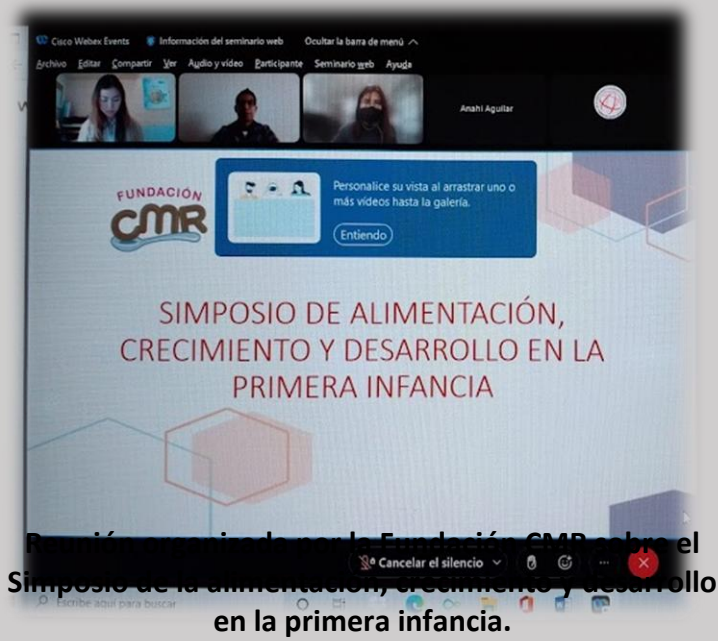 Cisco Webex Events Información del seminario web Ocultar la barra de menú
Archivo Editar Compartir Ver Audio y vídeo Participante Seminario web Ayuda
Anahi Aguilar
FUNDACIÓN
CMR
Personalice su vista al arrastrar uno o
más vídeos hasta la galería.
Entiendo
SIMPOSIO DE ALIMENTACIÓN,
CRECIMIENTO Y DESARROLLO EN LA
PRIMERA INFANCIA
Reunión organizada por la Fundación CMR sobre el
Cancelar el silencio
Simposio de la alimentación, crecimiento y desarrollo
Escribe aquí para buscar
en la primera infancia.